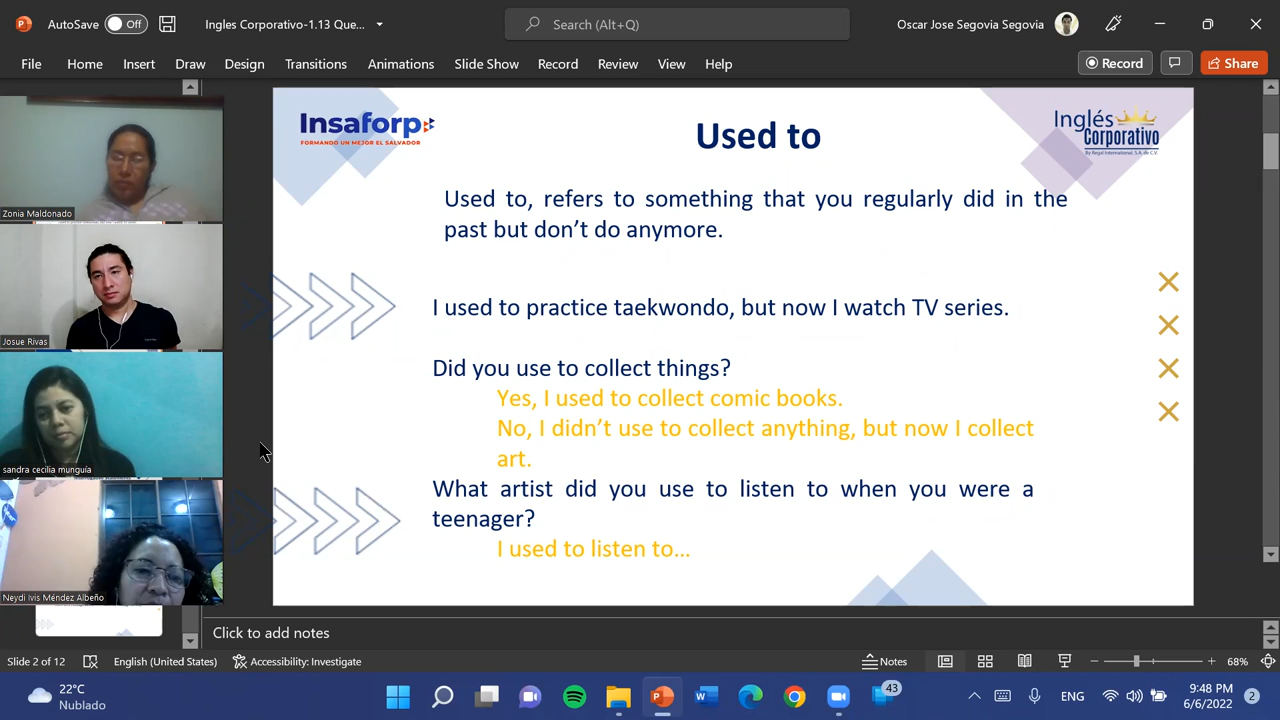 AutoSave Off Ingles Corporativo-1.13 Que... Search (Alt+Q) Oscar Jose Segovia Segovia
File Home Insert Draw Design Transitions Animations Slide Show Record Review View Help Record Share
Zonia Maldonado
Josue Rivas
sandra cecilia munguía
Neydi Ivis Méndez Albeño
Insaforp
FORMANDO UN MEJOR EL SALVADOR
Used to
Inglés
Corporativo
By Regal International, S.A. de C.V.
Used to, refers to something that you regularly did in the
past but don't do anymore.
I used to practice taekwondo, but now I watch TV series.
Did you use to collect things?
Yes, I used to collect comic books.
No, I didn't use to collect anything, but now I collect
art.
What artist did you use to listen to when you were a
teenager?
I used to listen to...
Click to add notes
Slide 2 of 12 English (United States) Accessibility: Investigate Notes 68%
22°C
Nublado
43
ENG
9:48 PM
6/6/2022
2